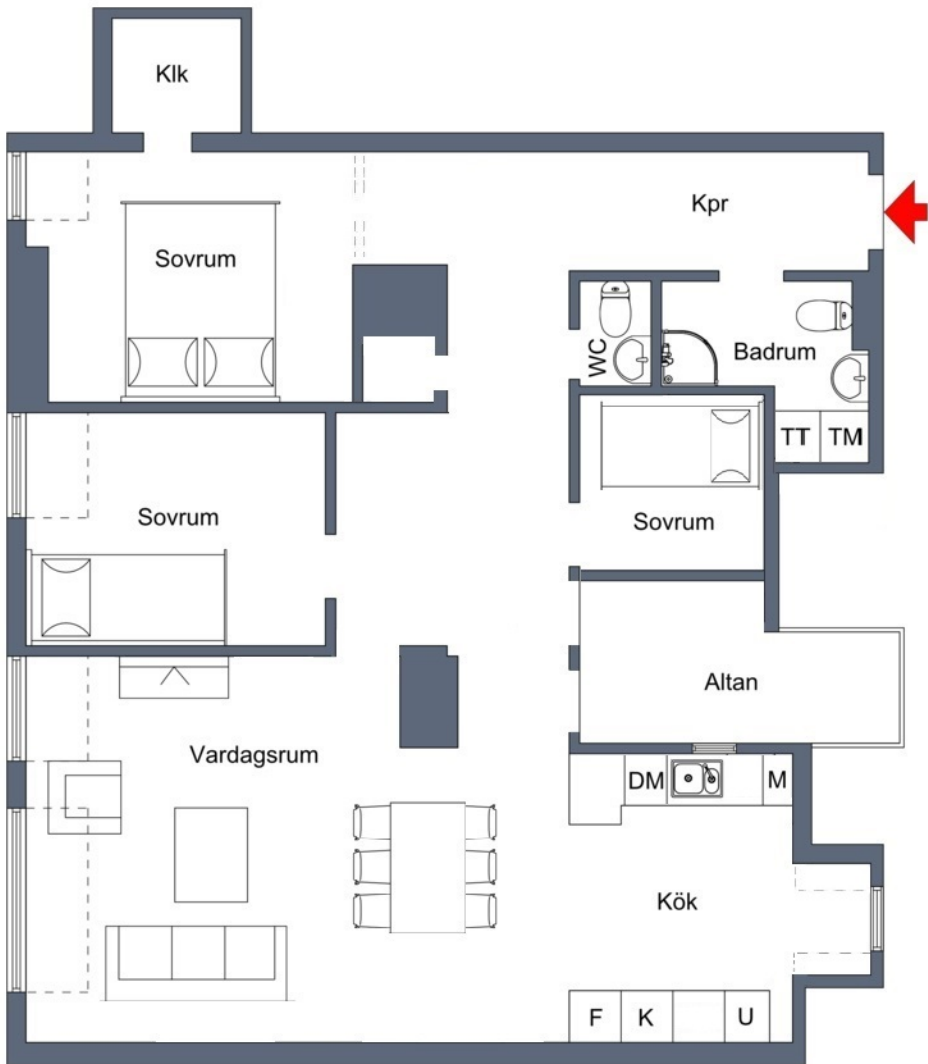 Klk
Kpr
Sovrum
WC
Badrum
TT TM
Sovrum
Sovrum
Altan
Vardagsrum
DM M
Kök
F K U